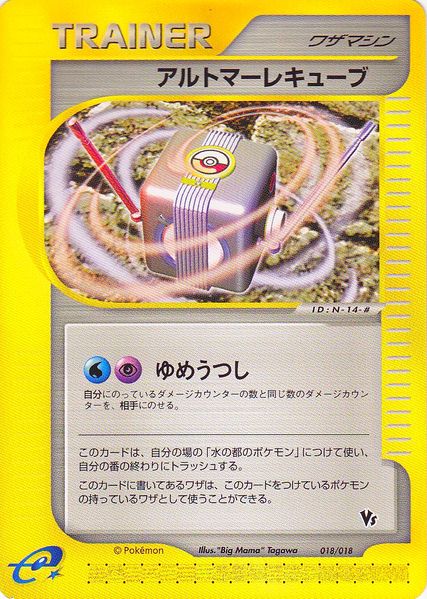 TRAINER
ワザマシン
アルトマーレキューブ
ID:N-14-#
ゆめうつし
自分にのっているダメージカウンターの数と同じ数のダメージカウン
ターを、相手にのせる。
このカードは、自分の場の「水の都のポケモン」につけて使い、
自分の番の終わりにトラッシュする。
このカードに書いてあるワザは、このカードをつけているポケモン
の持っているワザとして使うことができる。
Vs
e
© Pokémon
Illus."Big Mama" Tagawa
018/018